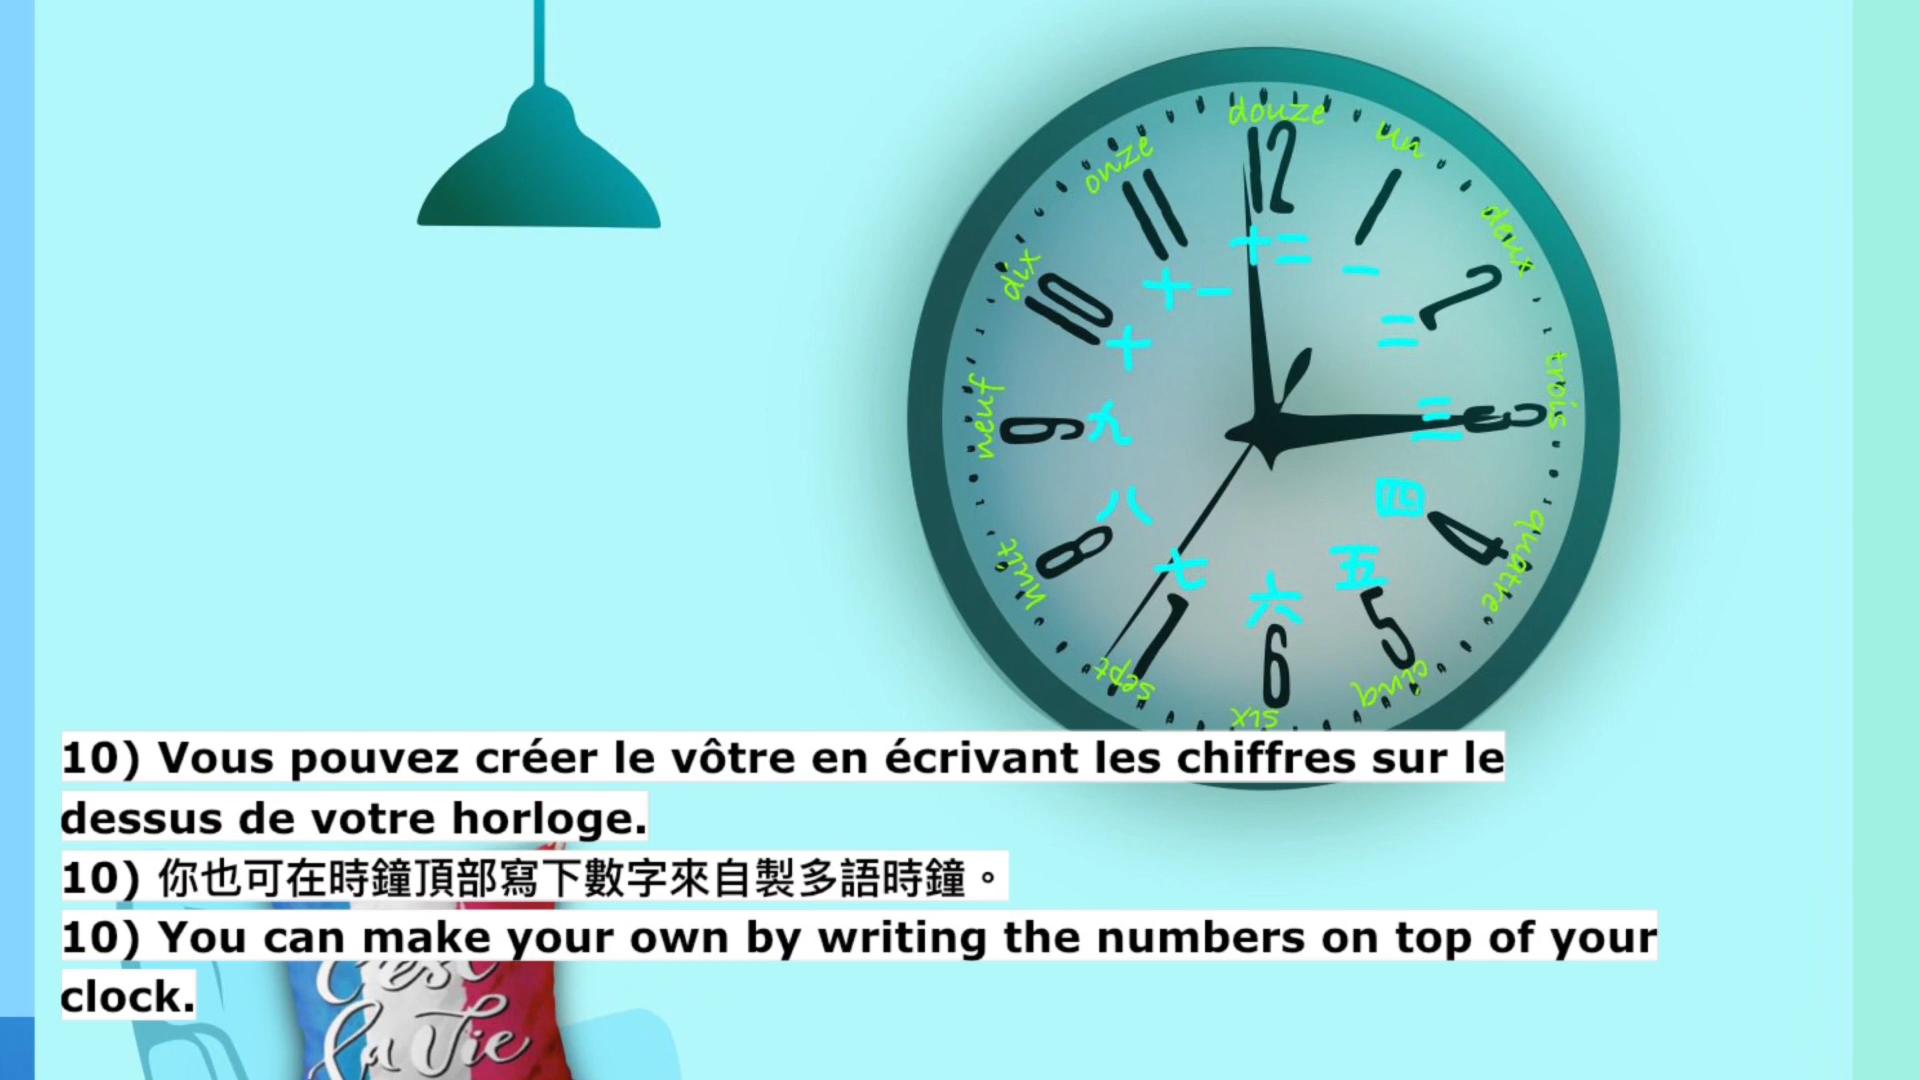 douze
12
un
1
deux
2
trois
3
quatre
4
cinq
5
six
6
sept
7
huit
8
neuf
9
dix
10
onze
11
十二
一
二
三
四
五
六
七
八
九
十
十一
10) Vous pouvez créer le vôtre en écrivant les chiffres sur le
dessus de votre horloge.
10) 你也可在時鐘頂部寫下數字來自製多語時鐘。
10) You can make your own by writing the numbers on top of your
clock.
C'est
la Vie